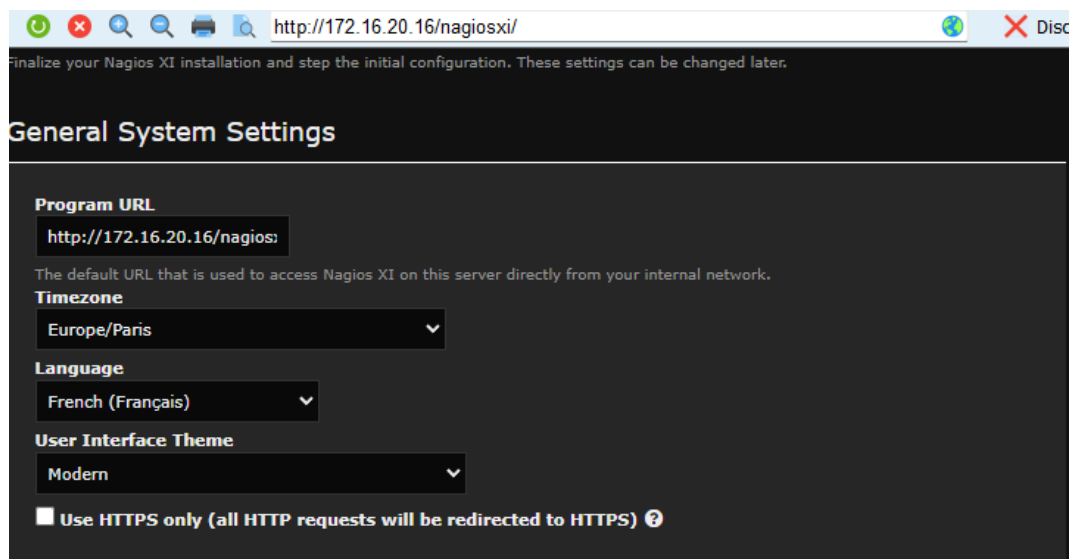 http://172.16.20.16/nagiosxi/
Disc
Finalize your Nagios XI installation and step the initial configuration. These settings can be changed later.
General System Settings
Program URL
http://172.16.20.16/nagios
The default URL that is used to access Nagios XI on this server directly from your internal network.
Timezone
Europe/Paris
Language
French (Français)
User Interface Theme
Modern
Use HTTPS only (all HTTP requests will be redirected to HTTPS) ?